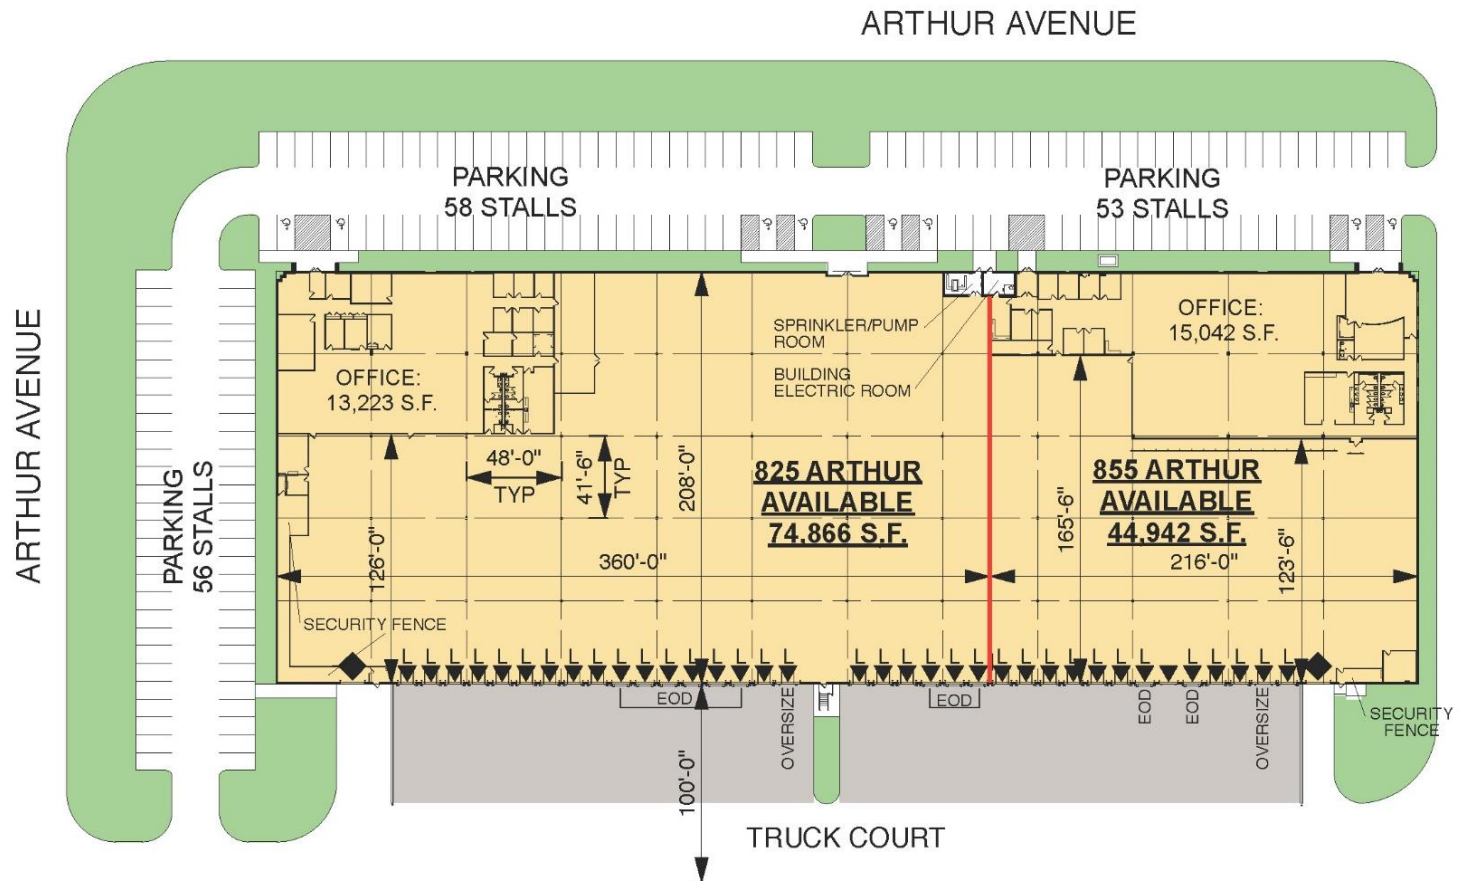 ARTHUR AVENUE
PARKING
58 STALLS
PARKING
53 STALLS
ARTHUR AVENUE
PARKING
56 STALLS
OFFICE:
13,223 S.F.
SPRINKLER/PUMP
ROOM
BUILDING
ELECTRIC ROOM
OFFICE:
15,042 S.F.
48'-0"
TYP
41'-6"
TYP
208'-0"
825 ARTHUR
AVAILABLE
74,866 S.F.
855 ARTHUR
AVAILABLE
44,942 S.F.
165'-6"
126'-0"
360'-0"
216'-0"
123'-6"
SECURITY FENCE
EOD
OVERSIZE
EOD
EOD
EOD
OVERSIZE
SECURITY
FENCE
100'-0"
TRUCK COURT